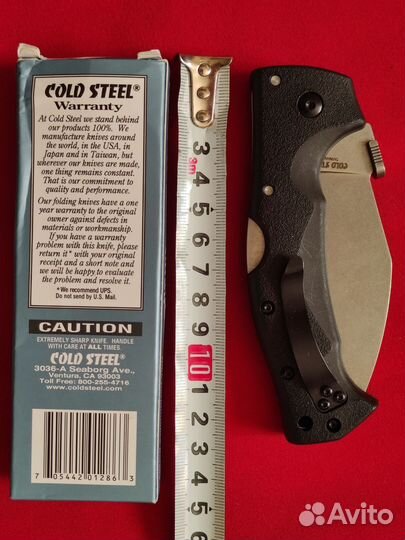 COLD STEEL®
Warranty
At Cold Steel we stand behind
our products 100%. We
manufacture knives around
the world, in the USA, in
Japan and in Taiwan, but
wherever our knives are made,
one thing remains constant.
That is our commitment to
quality and performance.
Our folding knives have a one
year warranty to the original
owner against defects in
materials or workmanship.
If you have a warranty
problem with this knife, please
return it* with your original
receipt and a short note and
we will be happy to evaluate
the problem and resolve it.
*We recommend UPS.
Do not send by U.S. Mail.
CAUTION
EXTREMELY SHARP KNIFE. HANDLE
WITH CARE AT ALL TIMES.
COLD STEEL®
3036-A Seaborg Ave.,
Ventura, CA 93003
Toll Free: 800-255-4716
www.coldsteel.com
7 05442 01286 3
3
3m
4
5
6
7
8
9
10
1
2
3
4
5
6
COLD
Avito